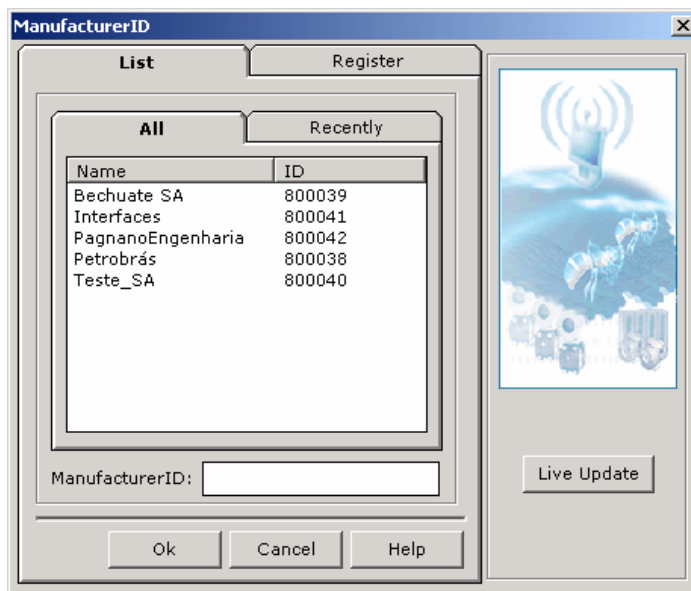 ManufacturerID
List Register
All Recently
Name ID
Bechuate SA 800039
Interfaces 800041
PagnanoEngenharia 800042
Petrobrás 800038
Teste_SA 800040
ManufacturerID:
Live Update
Ok Cancel Help